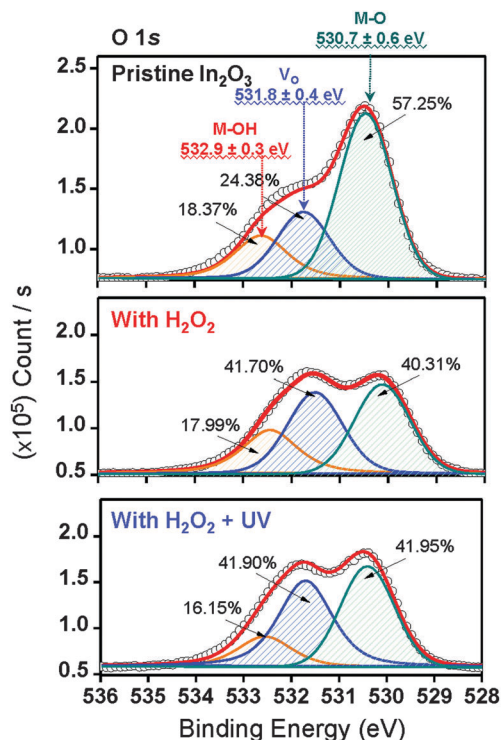 O 1s
M-O
530.7 ± 0.6 eV
Pristine In₂O₃
Vₒ
531.8 ± 0.4 eV
M-OH
532.9 ± 0.3 eV
57.25%
24.38%
18.37%
2.5
2.0
1.5
1.0
With H₂O₂
41.70%
40.31%
17.99%
2.0
1.5
1.0
0.5
With H₂O₂ + UV
41.90%
41.95%
16.15%
2.0
1.5
1.0
0.5
(x10⁵) Count / s
536 535 534 533 532 531 530 529 528
Binding Energy (eV)